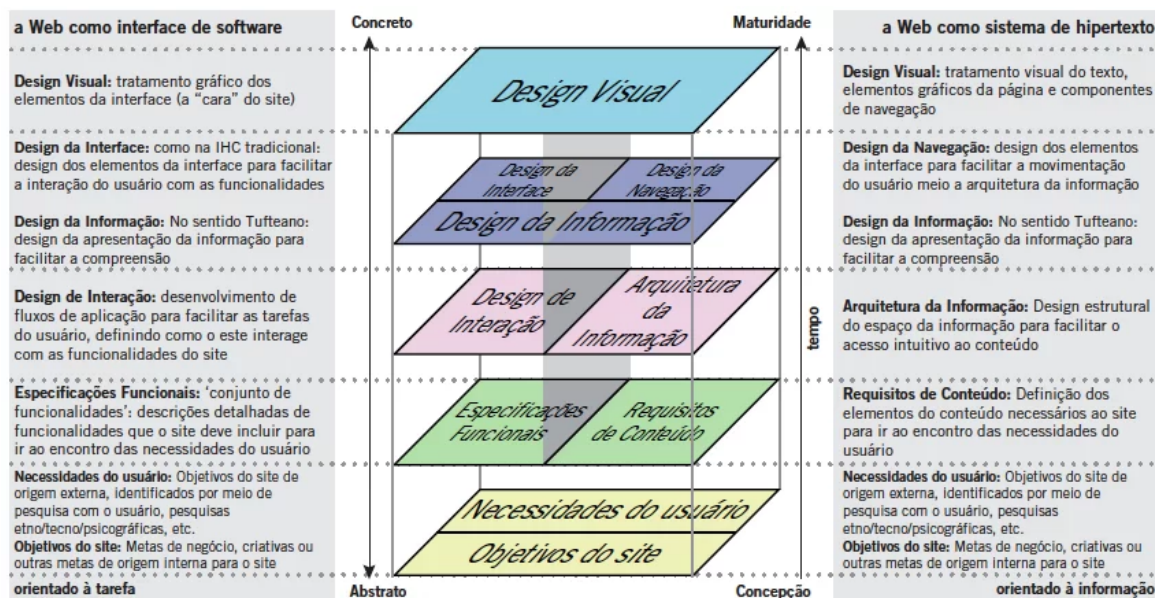 a Web como interface de software
Design Visual: tratamento gráfico dos
elementos da interface (a “cara” do site)
Design da Interface: como na IHC tradicional:
design dos elementos da interface para facilitar
a interação do usuário com as funcionalidades
Design da Informação: No sentido Tufteano:
design da apresentação da informação para
facilitar a compreensão
Design de Interação: desenvolvimento de
fluxos de aplicação para facilitar as tarefas
do usuário, definindo como o este interage
com as funcionalidades do site
Especificações Funcionais: ‘conjunto de
funcionalidades’: descrições detalhadas de
funcionalidades que o site deve incluir para
ir ao encontro das necessidades do usuário
Necessidades do usuário: Objetivos do site de
origem externa, identificados por meio de
pesquisa com o usuário, pesquisas
etno/tecno/psicográficas, etc.
Objetivos do site: Metas de negócio, criativas ou
outras metas de origem interna para o site
orientado à tarefa
Concreto
Maturidade
Design Visual
Design da
Interface
Design da
Navegação
Design da Informação
Design de
Interação
Arquitetura
da
Informação
Especificações
Funcionais
Requisitos
de Conteúdo
Necessidades do usuário
Objetivos do site
tempo
Abstrato
Concepção
a Web como sistema de hipertexto
Design Visual: tratamento visual do texto,
elementos gráficos da página e componentes
de navegação
Design da Navegação: design dos elementos
da interface para facilitar a movimentação
do usuário meio a arquitetura da informação
Design da Informação: No sentido Tufteano:
design da apresentação da informação para
facilitar a compreensão
Arquitetura da Informação: Design estrutural
do espaço da informação para facilitar o
acesso intuitivo ao conteúdo
Requisitos de Conteúdo: Definição dos
elementos do conteúdo necessários ao site
para ir ao encontro das necessidades do
usuário
Necessidades do usuário: Objetivos do site de
origem externa, identificados por meio de
pesquisa com o usuário, pesquisas
etno/tecno/psicográficas, etc.
Objetivos do site: Metas de negócio, criativas ou
outras metas de origem interna para o site
orientado à informação